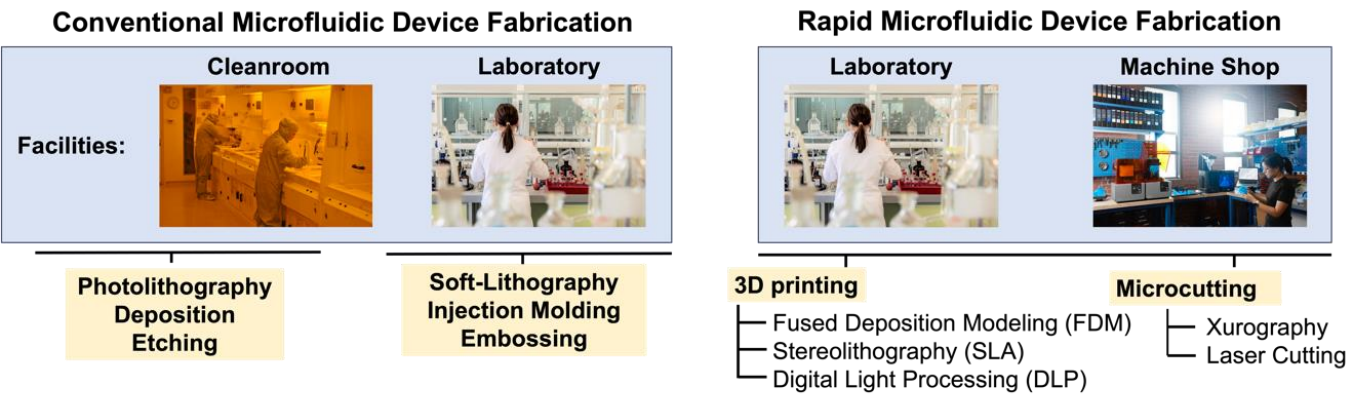 Conventional Microfluidic Device Fabrication
Rapid Microfluidic Device Fabrication
Cleanroom
Laboratory
Laboratory
Machine Shop
Facilities:
Photolithography
Deposition
Etching
Soft-Lithography
Injection Molding
Embossing
3D printing
Fused Deposition Modeling (FDM)
Stereolithography (SLA)
Digital Light Processing (DLP)
Microcutting
Xurography
Laser Cutting